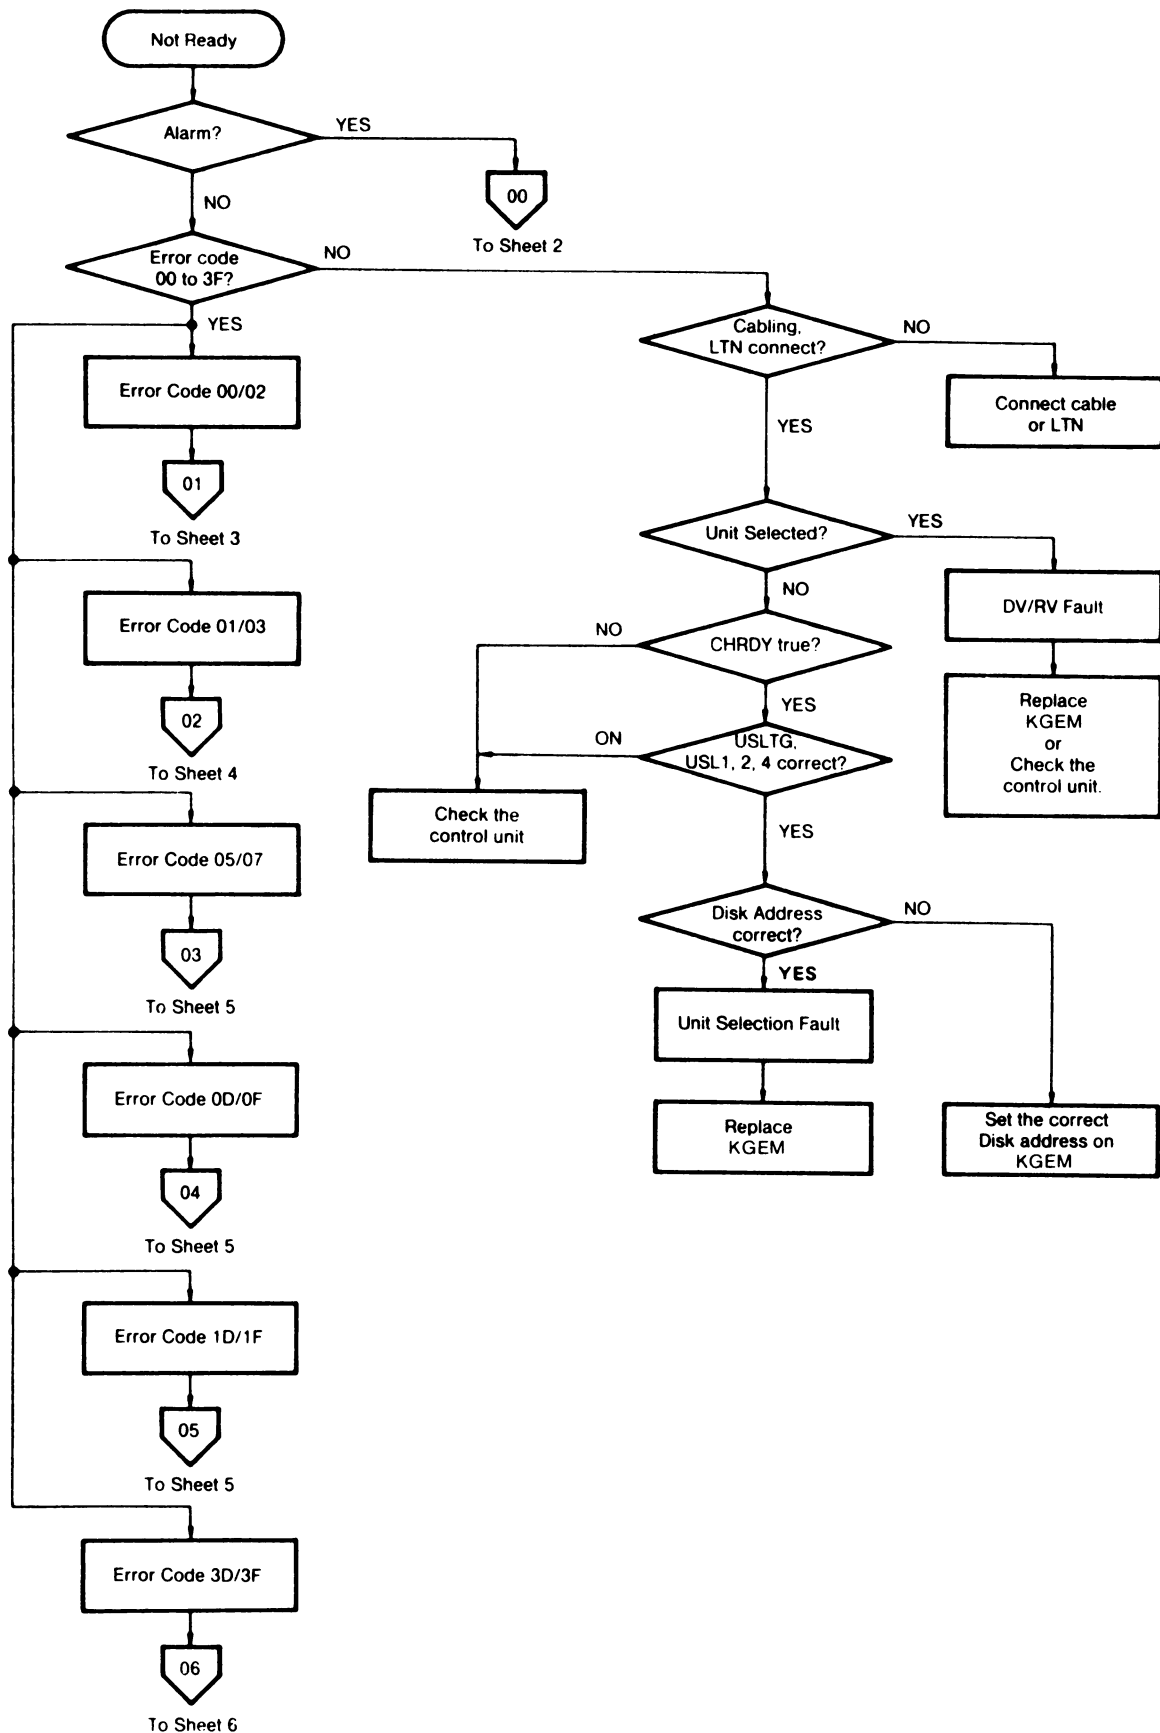 Not Ready
Alarm?
YES
00
To Sheet 2
NO
Error code
00 to 3F?
NO
YES
Error Code 00/02
01
To Sheet 3
Error Code 01/03
02
To Sheet 4
Error Code 05/07
03
To Sheet 5
Error Code 0D/0F
04
To Sheet 5
Error Code 1D/1F
05
To Sheet 5
Error Code 3D/3F
06
To Sheet 6
Cabling,
LTN connect?
NO
Connect cable
or LTN
YES
Unit Selected?
YES
DV/RV Fault
Replace
KGEM
or
Check the
control unit.
NO
CHRDY true?
NO
YES
USLTG,
USL1, 2, 4 correct?
ON
Check the
control unit
YES
Disk Address
correct?
NO
Set the correct
Disk address on
KGEM
YES
Unit Selection Fault
Replace
KGEM